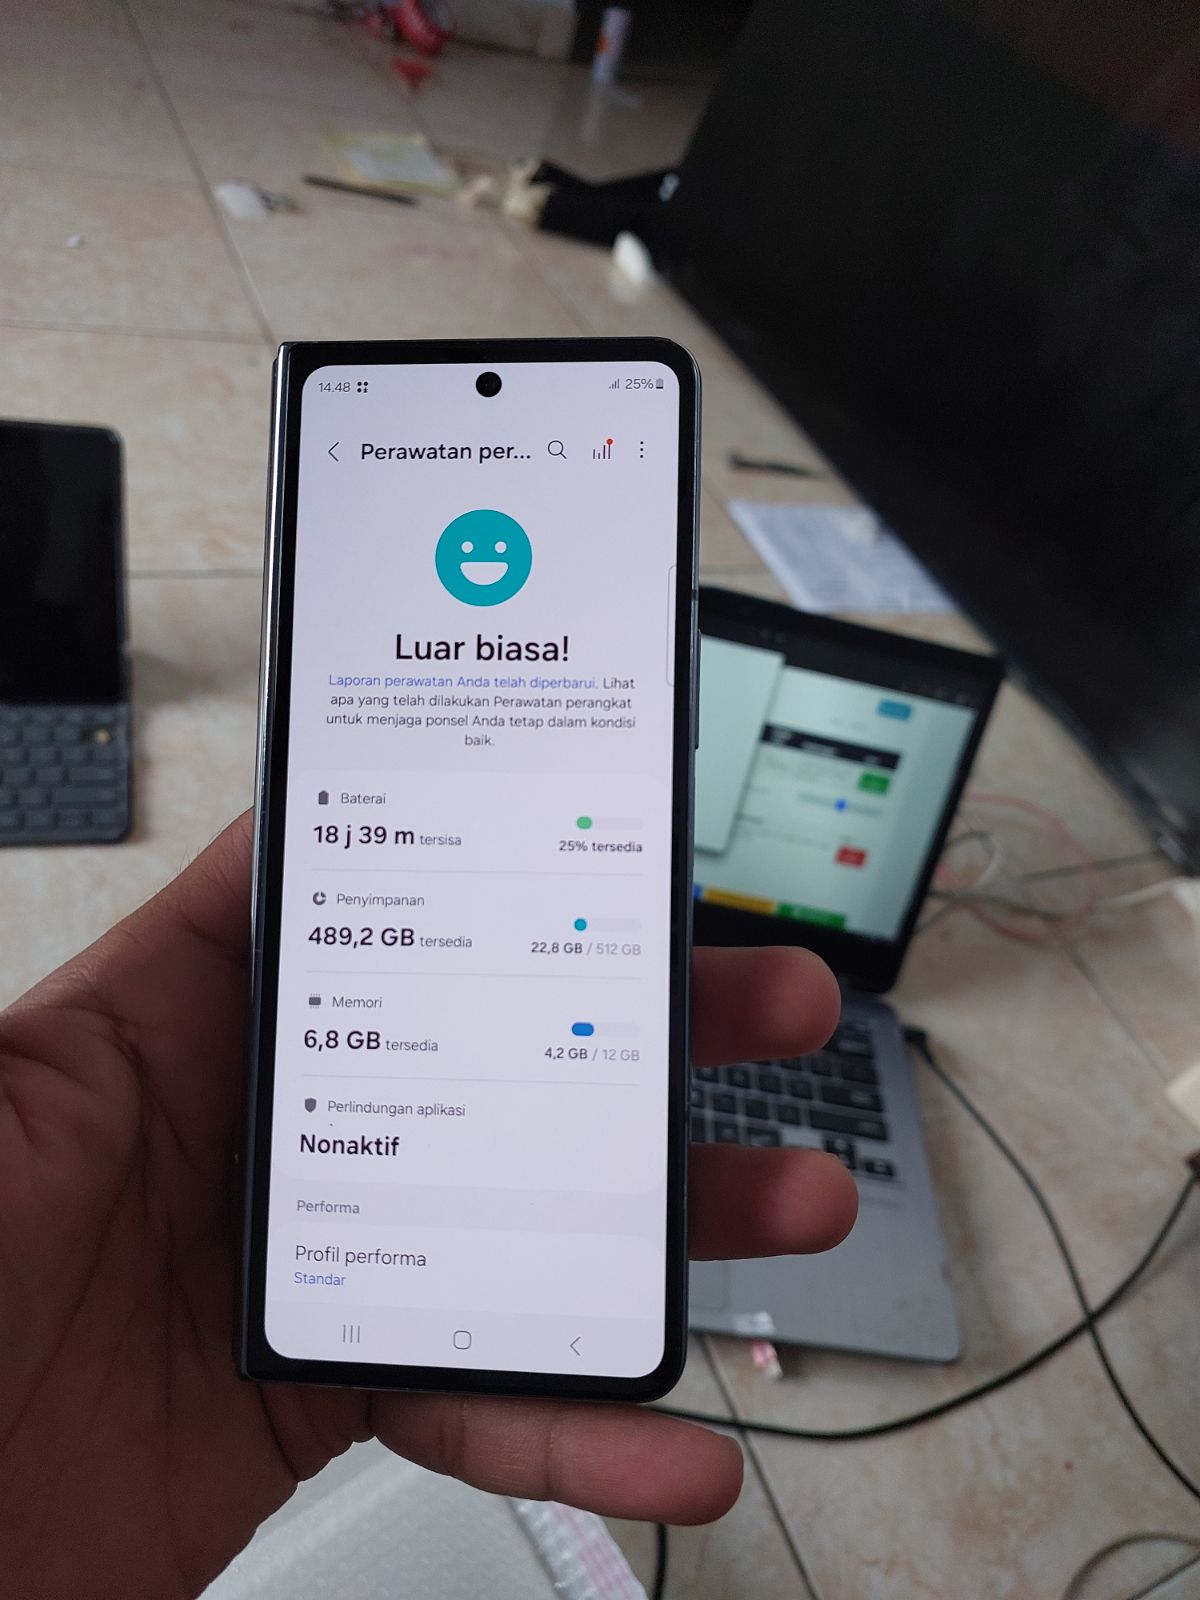 14.48
25%
Perawatan per...
Luar biasa!
Laporan perawatan Anda telah diperbarui. Lihat
apa yang telah dilakukan Perawatan perangkat
untuk menjaga ponsel Anda tetap dalam kondisi
baik.
Baterai
18 j 39 m tersisa
25% tersedia
Penyimpanan
489,2 GB tersedia
22,8 GB / 512 GB
Memori
6,8 GB tersedia
4,2 GB / 12 GB
Perlindungan aplikasi
Nonaktif
Performa
Profil performa
Standar